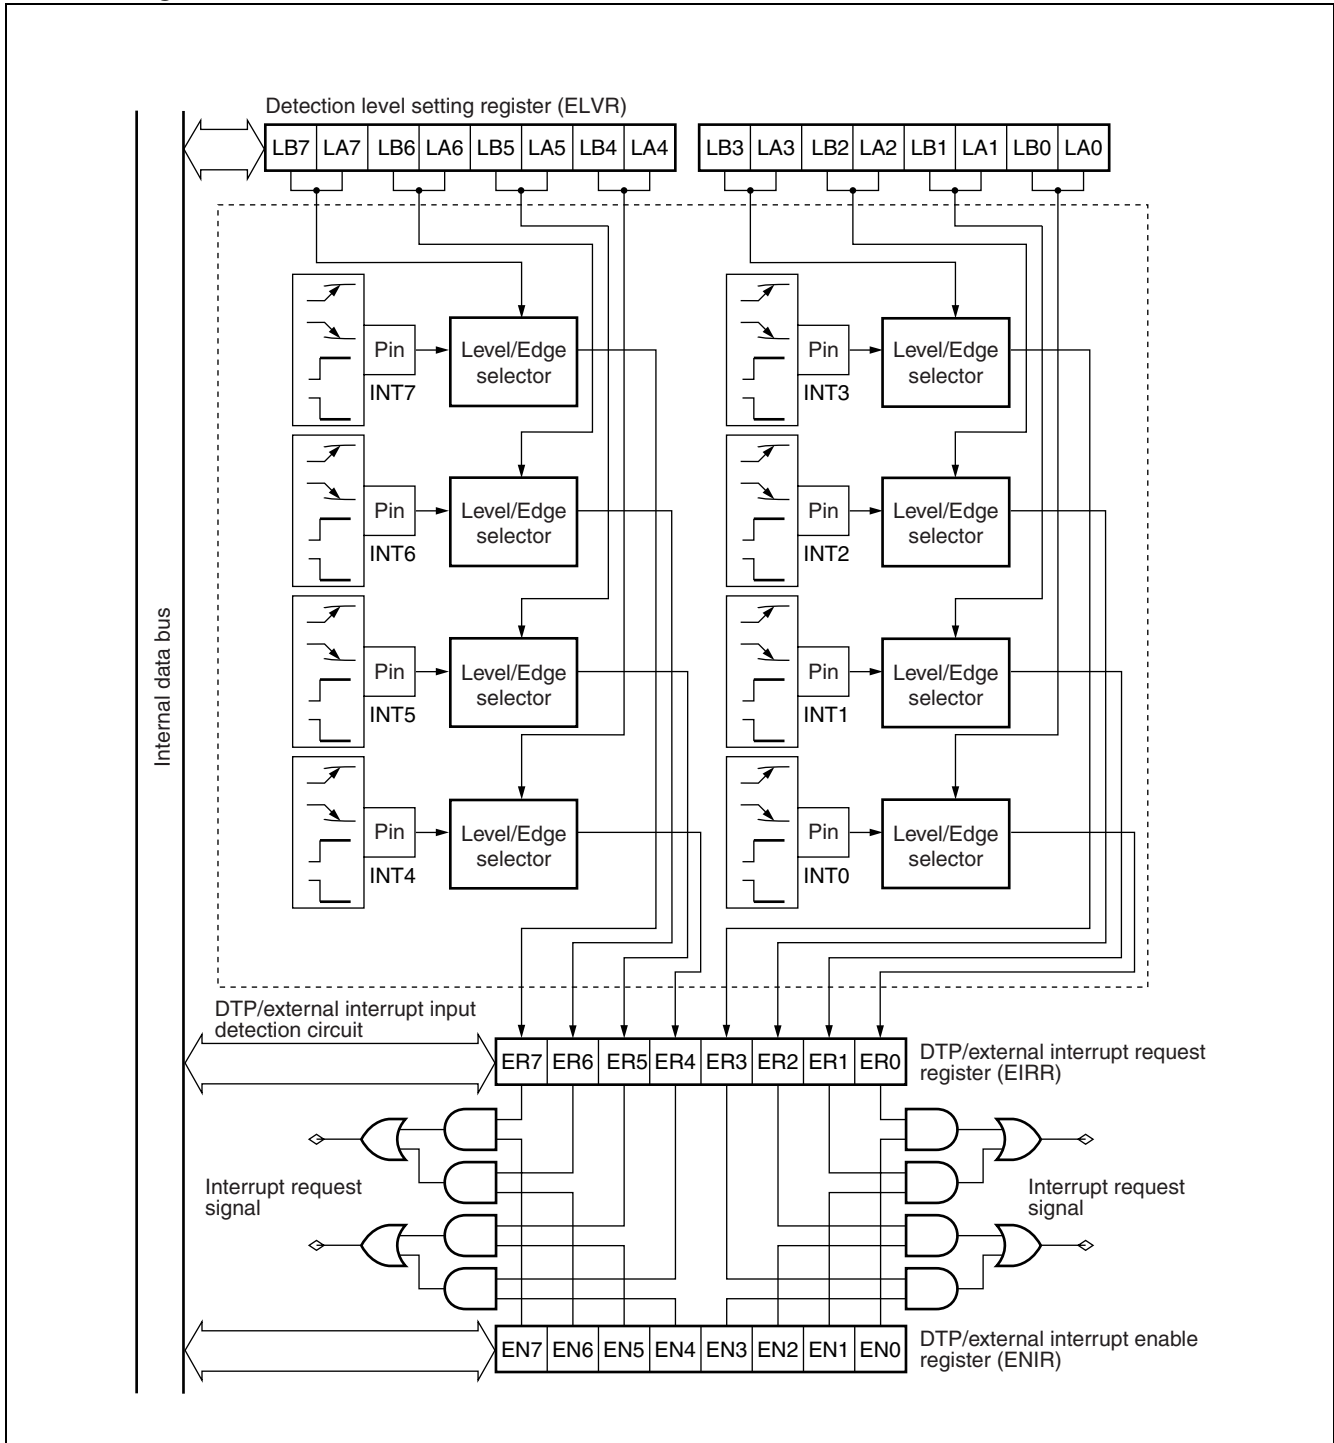 Detection level setting register (ELVR)
LB7 LA7 LB6 LA6 LB5 LA5 LB4 LA4
LB3 LA3 LB2 LA2 LB1 LA1 LB0 LA0
Pin
INT7
Level/Edge
selector
Pin
INT3
Level/Edge
selector
Pin
INT6
Level/Edge
selector
Pin
INT2
Level/Edge
selector
Pin
INT5
Level/Edge
selector
Pin
INT1
Level/Edge
selector
Pin
INT4
Level/Edge
selector
Pin
INT0
Level/Edge
selector
Internal data bus
DTP/external interrupt input
detection circuit
ER7 ER6 ER5 ER4 ER3 ER2 ER1 ER0
DTP/external interrupt request
register (EIRR)
Interrupt request
signal
Interrupt request
signal
EN7 EN6 EN5 EN4 EN3 EN2 EN1 EN0
DTP/external interrupt enable
register (ENIR)